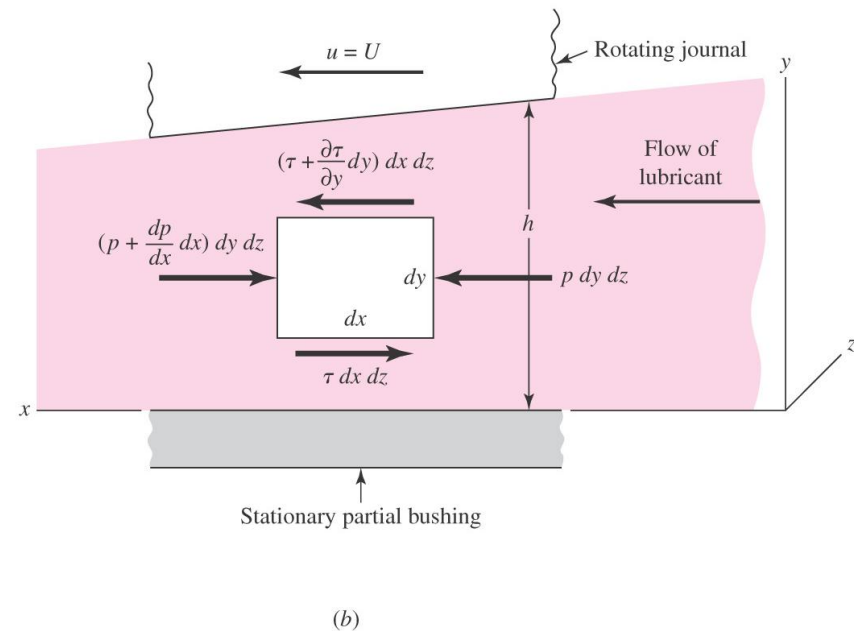 u = U
Rotating journal
y
(τ + ∂τ/∂y dy) dx dz
Flow of
lubricant
h
(p + dp/dx dx) dy dz
dy
p dy dz
dx
τ dx dz
z
x
Stationary partial bushing
(b)